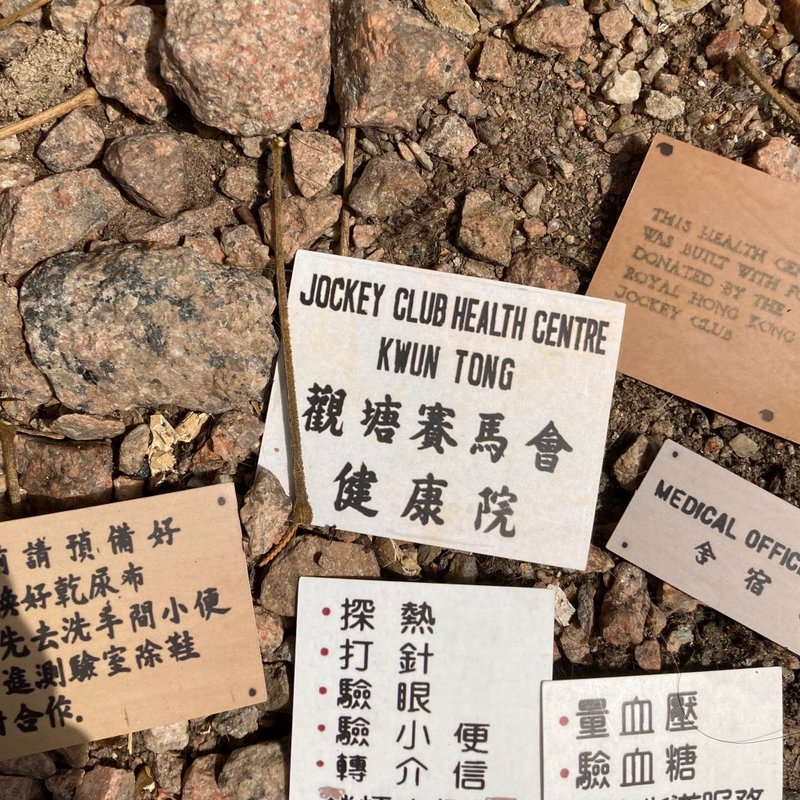 JOCKEY CLUB HEALTH CENTRE
KWUN TONG
觀塘賽馬會
健康院
THIS HEALTH
WAS BUILT WITH
DONATED BY THE
ROYAL HONG KONG
JOCKEY CLUB
MEDICAL
宿舍
請預備好
換好乾尿布
先去洗手間小便
進測驗室除鞋
合作.
• 探熱
• 打針
• 驗眼
• 驗小便
• 轉介信
• 量血壓
• 驗血糖